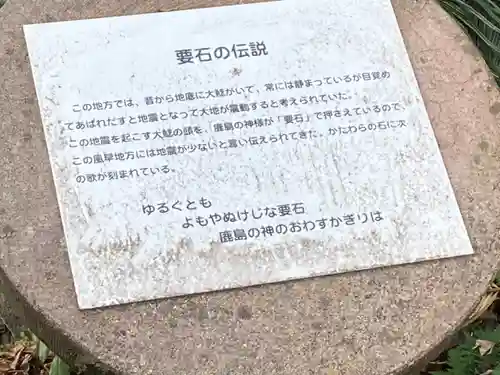 要石の伝説
この地方では、昔から地底に大鯰がいて、常には静まっているが目覚め
てあばれだすと地震となって大地が震動すると考えられていた。
この地震を起こす大鯰の頭を、鹿島の神様が「要石」で押さえているので、
この風早地方には地震が少ないと言い伝えられてきた。かたわらの石に次
の歌が刻まれている。
ゆるぐとも
よもやぬけじな要石
鹿島の神のおわすかぎりは